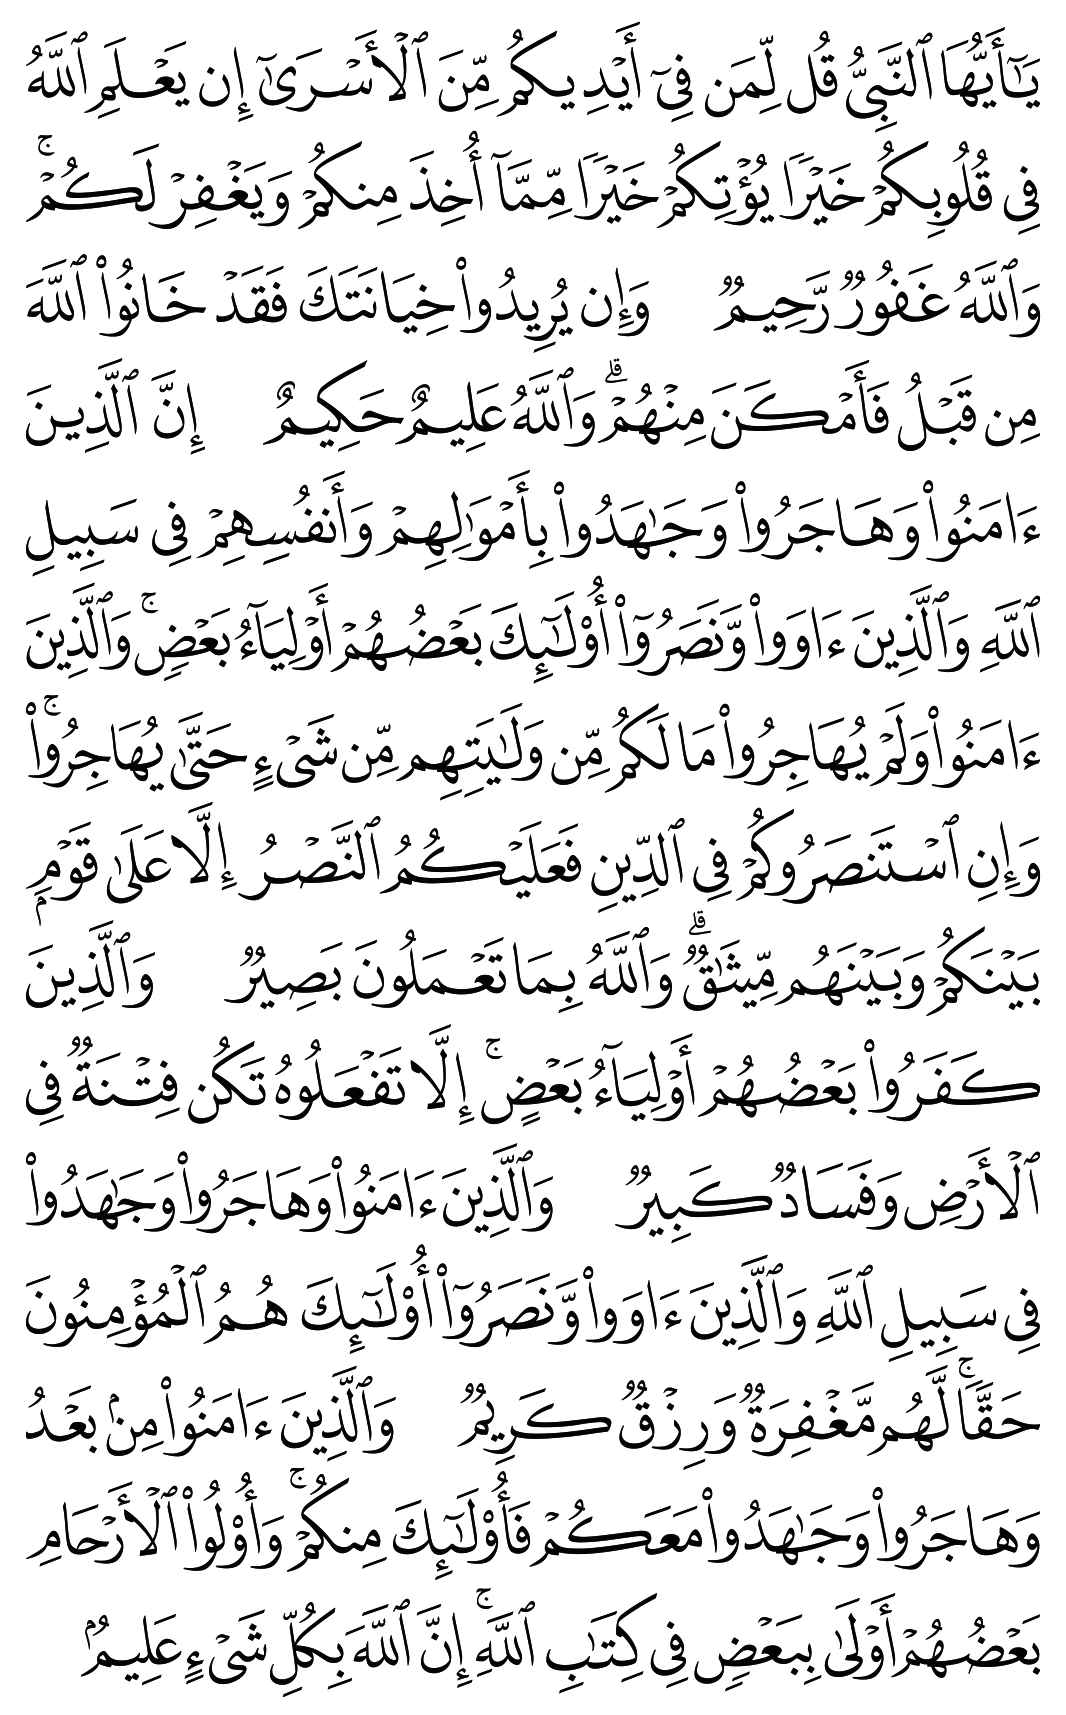 يَٰٓأَيُّهَا ٱلنَّبِىُّ قُل لِّمَن فِىٓ أَيْدِيكُم مِّنَ ٱلْأَسْرَىٰٓ إِن يَعْلَمِ ٱللَّهُ
فِى قُلُوبِكُمْ خَيْرًا يُؤْتِكُمْ خَيْرًا مِّمَّآ أُخِذَ مِنكُمْ وَيَغْفِرْ لَكُمْ ۚ
وَٱللَّهُ غَفُورٌ رَّحِيمٌ وَإِن يُرِيدُوا۟ خِيَانَتَكَ فَقَدْ خَانُوا۟ ٱللَّهَ
مِن قَبْلُ فَأَمْكَنَ مِنْهُمْ ۗ وَٱللَّهُ عَلِيمٌ حَكِيمٌ إِنَّ ٱلَّذِينَ
ءَامَنُوا۟ وَهَاجَرُوا۟ وَجَٰهَدُوا۟ بِأَمْوَٰلِهِمْ وَأَنفُسِهِمْ فِى سَبِيلِ
ٱللَّهِ وَٱلَّذِينَ ءَاوَوا۟ وَّنَصَرُوٓا۟ أُو۟لَٰٓئِكَ بَعْضُهُمْ أَوْلِيَآءُ بَعْضٍ ۚ وَٱلَّذِينَ
ءَامَنُوا۟ وَلَمْ يُهَاجِرُوا۟ مَا لَكُم مِّن وَلَٰيَتِهِم مِّن شَىْءٍ حَتَّىٰ يُهَاجِرُوا۟ ۚ
وَإِنِ ٱسْتَنصَرُوكُمْ فِى ٱلدِّينِ فَعَلَيْكُمُ ٱلنَّصْرُ إِلَّا عَلَىٰ قَوْمٍۭ
بَيْنَكُمْ وَبَيْنَهُم مِّيثَٰقٌ ۗ وَٱللَّهُ بِمَا تَعْمَلُونَ بَصِيرٌ وَٱلَّذِينَ
كَفَرُوا۟ بَعْضُهُمْ أَوْلِيَآءُ بَعْضٍ ۚ إِلَّا تَفْعَلُوهُ تَكُن فِتْنَةٌ فِى
ٱلْأَرْضِ وَفَسَادٌ كَبِيرٌ وَٱلَّذِينَ ءَامَنُوا۟ وَهَاجَرُوا۟ وَجَٰهَدُوا۟
فِى سَبِيلِ ٱللَّهِ وَٱلَّذِينَ ءَاوَوا۟ وَّنَصَرُوٓا۟ أُو۟لَٰٓئِكَ هُمُ ٱلْمُؤْمِنُونَ
حَقًّا ۚ لَّهُم مَّغْفِرَةٌ وَرِزْقٌ كَرِيمٌ وَٱلَّذِينَ ءَامَنُوا۟ مِنۢ بَعْدُ
وَهَاجَرُوا۟ وَجَٰهَدُوا۟ مَعَكُمْ فَأُو۟لَٰٓئِكَ مِنكُمْ ۚ وَأُو۟لُوا۟ ٱلْأَرْحَامِ
بَعْضُهُمْ أَوْلَىٰ بِبَعْضٍ فِى كِتَٰبِ ٱللَّهِ ۚ إِنَّ ٱللَّهَ بِكُلِّ شَىْءٍ عَلِيمٌۢ